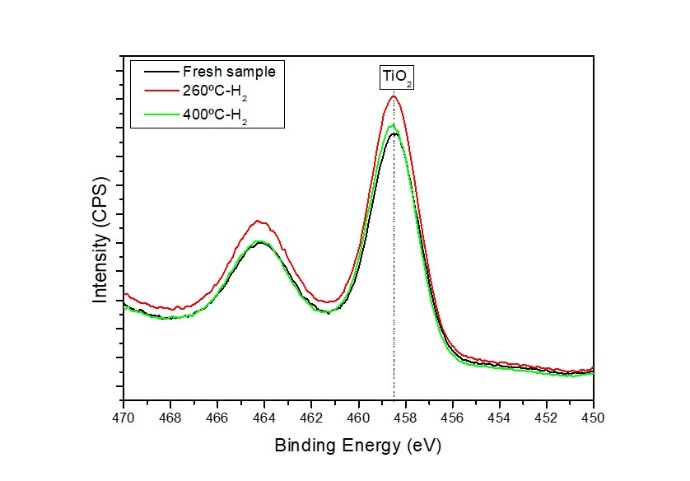 Fresh sample
260ºC-H₂
400ºC-H₂
TiO₂
Intensity (CPS)
470 468 466 464 462 460 458 456 454 452 450
Binding Energy (eV)